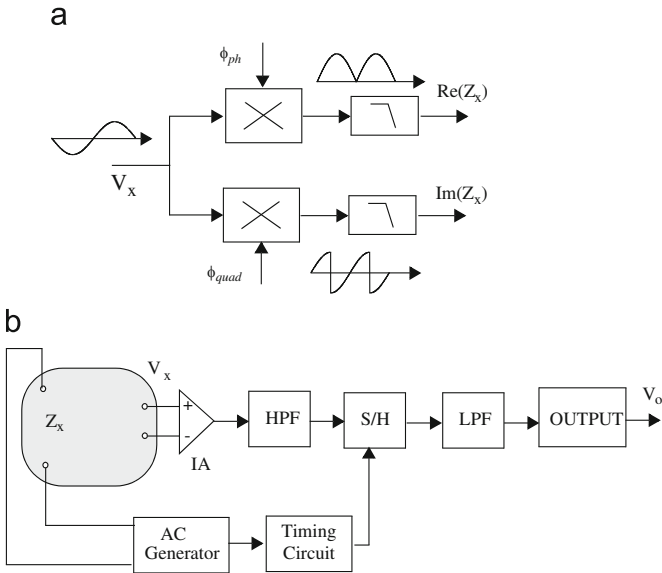 a
ϕph
Re(Zx)
Vx
Im(Zx)
ϕquad
b
Vx
Vo
Zx
+
-
IA
HPF
S/H
LPF
OUTPUT
AC
Generator
Timing
Circuit